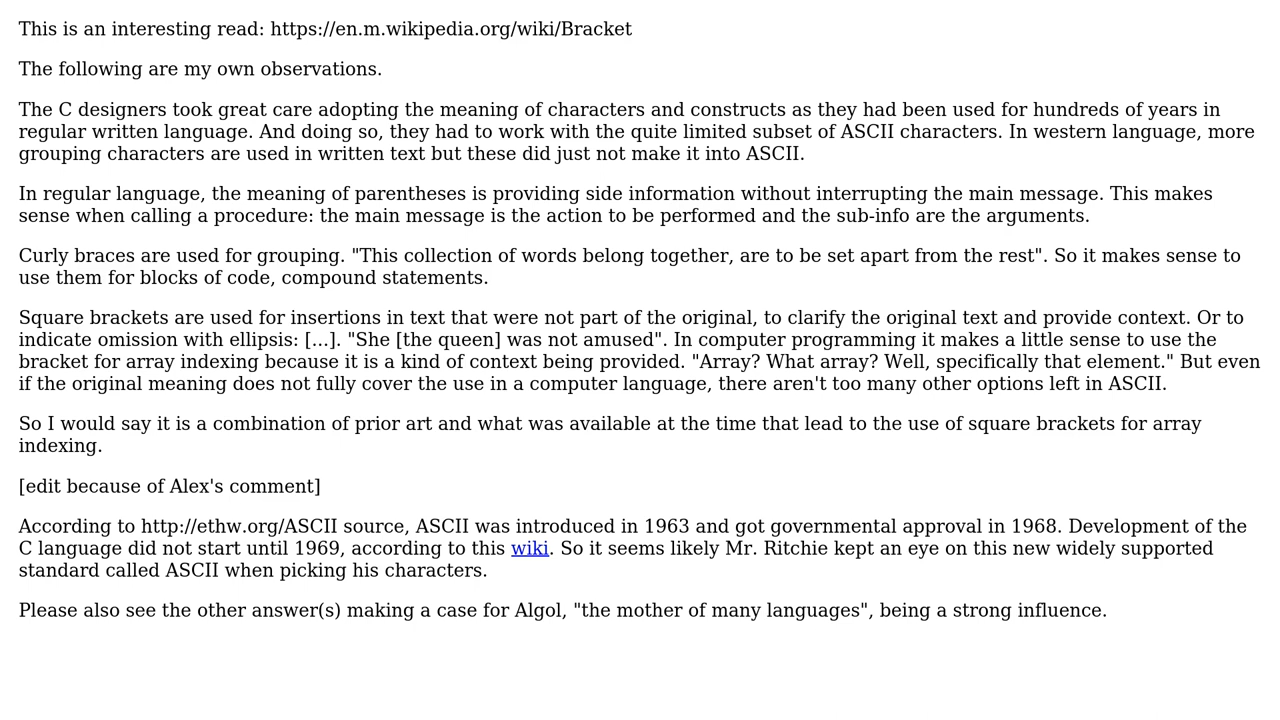 This is an interesting read: https://en.m.wikipedia.org/wiki/Bracket
The following are my own observations.
The C designers took great care adopting the meaning of characters and constructs as they had been used for hundreds of years in
regular written language. And doing so, they had to work with the quite limited subset of ASCII characters. In western language, more
grouping characters are used in written text but these did just not make it into ASCII.
In regular language, the meaning of parentheses is providing side information without interrupting the main message. This makes
sense when calling a procedure: the main message is the action to be performed and the sub-info are the arguments.
Curly braces are used for grouping. "This collection of words belong together, are to be set apart from the rest". So it makes sense to
use them for blocks of code, compound statements.
Square brackets are used for insertions in text that were not part of the original, to clarify the original text and provide context. Or to
indicate omission with ellipsis: [...]. "She [the queen] was not amused". In computer programming it makes a little sense to use the
bracket for array indexing because it is a kind of context being provided. "Array? What array? Well, specifically that element." But even
if the original meaning does not fully cover the use in a computer language, there aren't too many other options left in ASCII.
So I would say it is a combination of prior art and what was available at the time that lead to the use of square brackets for array
indexing.
[edit because of Alex's comment]
According to http://ethw.org/ASCII source, ASCII was introduced in 1963 and got governmental approval in 1968. Development of the
C language did not start until 1969, according to this wiki. So it seems likely Mr. Ritchie kept an eye on this new widely supported
standard called ASCII when picking his characters.
Please also see the other answer(s) making a case for Algol, "the mother of many languages", being a strong influence.